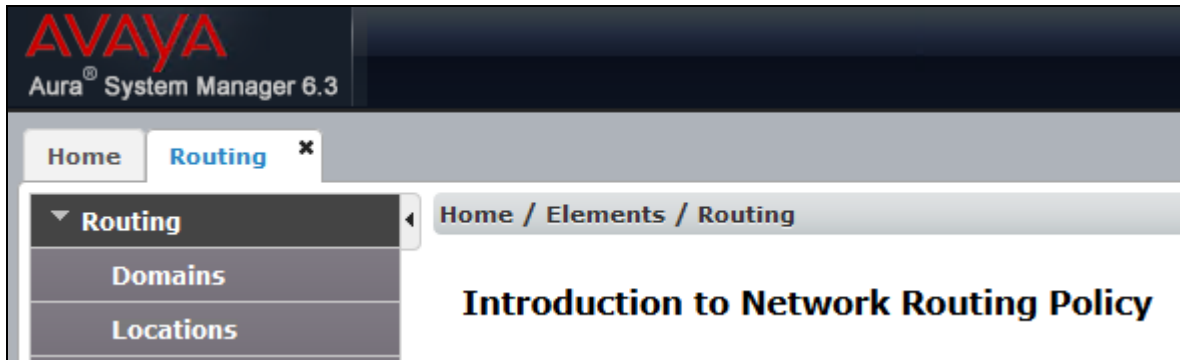 AVAYA
Aura® System Manager 6.3
Home
Routing ×
Routing
Home / Elements / Routing
Domains
Introduction to Network Routing Policy
Locations